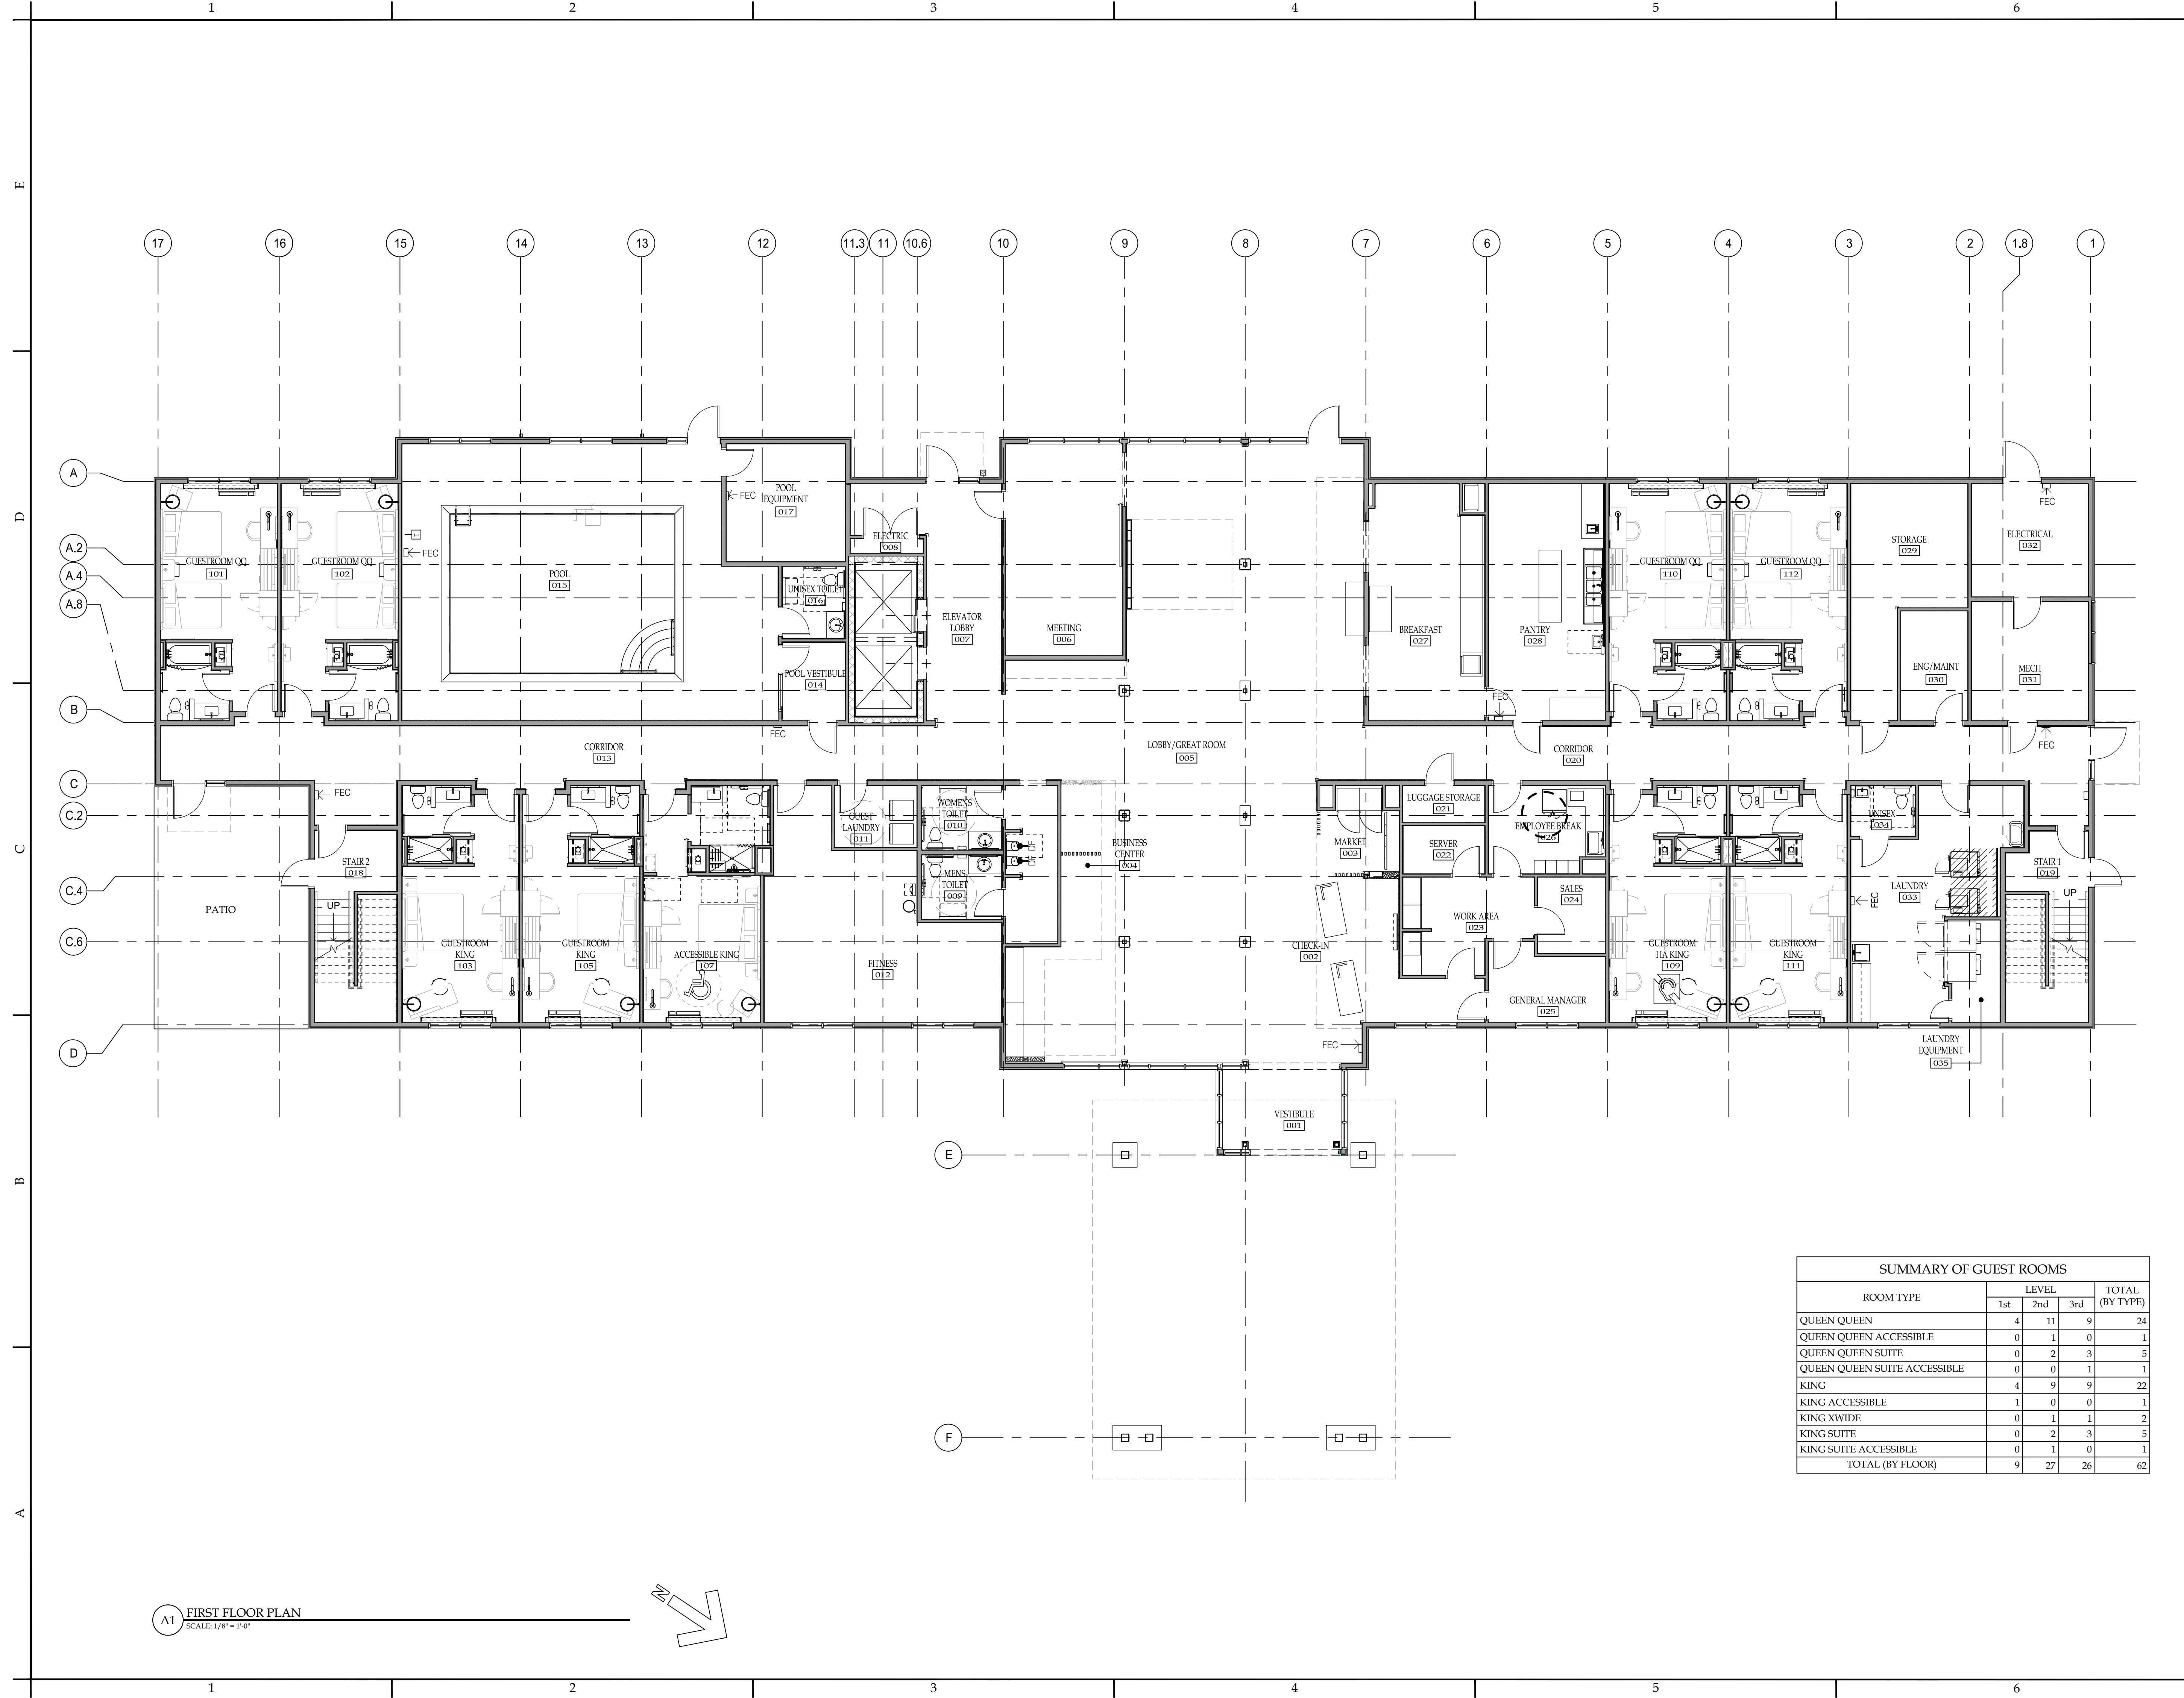 1 2 3 4 5 6
E
D
C
B
A
17 16 15 14 13 12 11.3 11 10.6 10 9 8 7 6 5 4 3 2 1.8 1
A
A.2
A.4
A.8
B
C
C.2
C.4
C.6
D
E
F
GUESTROOM QQ
101
GUESTROOM QQ
102
POOL
015
FEC
FEC
POOL
EQUIPMENT
017
UNISEX TOILET
016
POOL VESTIBULE
014
ELECTRIC
008
ELEVATOR
LOBBY
007
MEETING
006
BREAKFAST
027
PANTRY
028
FEC
GUESTROOM QQ
110
GUESTROOM QQ
112
STORAGE
029
ENG/MAINT
030
FEC
ELECTRICAL
032
MECH
031
FEC
CORRIDOR
013
FEC
LOBBY/GREAT ROOM
005
CORRIDOR
020
FEC
PATIO
STAIR 2
018
UP
GUESTROOM
KING
103
GUESTROOM
KING
105
ACCESSIBLE KING
107
GUEST
LAUNDRY
011
WOMENS
TOILET
010
MENS
TOILET
009
FITNESS
012
BUSINESS
CENTER
004
MARKET
003
CHECK-IN
002
FEC
LUGGAGE STORAGE
021
SERVER
022
WORK AREA
023
EMPLOYEE BREAK
026
SALES
024
GENERAL MANAGER
025
GUESTROOM
HA KING
109
GUESTROOM
KING
111
UNISEX
034
LAUNDRY
033
FEC
STAIR 1
019
UP
LAUNDRY
EQUIPMENT
035
VESTIBULE
001
SUMMARY OF GUEST ROOMS
ROOM TYPE LEVEL TOTAL
(BY TYPE)
1st 2nd 3rd
QUEEN QUEEN 4 11 9 24
QUEEN QUEEN ACCESSIBLE 0 1 0 1
QUEEN QUEEN SUITE 0 2 3 5
QUEEN QUEEN SUITE ACCESSIBLE 0 0 1 1
KING 4 9 9 22
KING ACCESSIBLE 1 0 0 1
KING XWIDE 0 1 1 2
KING SUITE 0 2 3 5
KING SUITE ACCESSIBLE 0 1 0 1
TOTAL (BY FLOOR) 9 27 26 62
A1 FIRST FLOOR PLAN
SCALE: 1/8" = 1'-0"
N
1 2 3 4 5 6